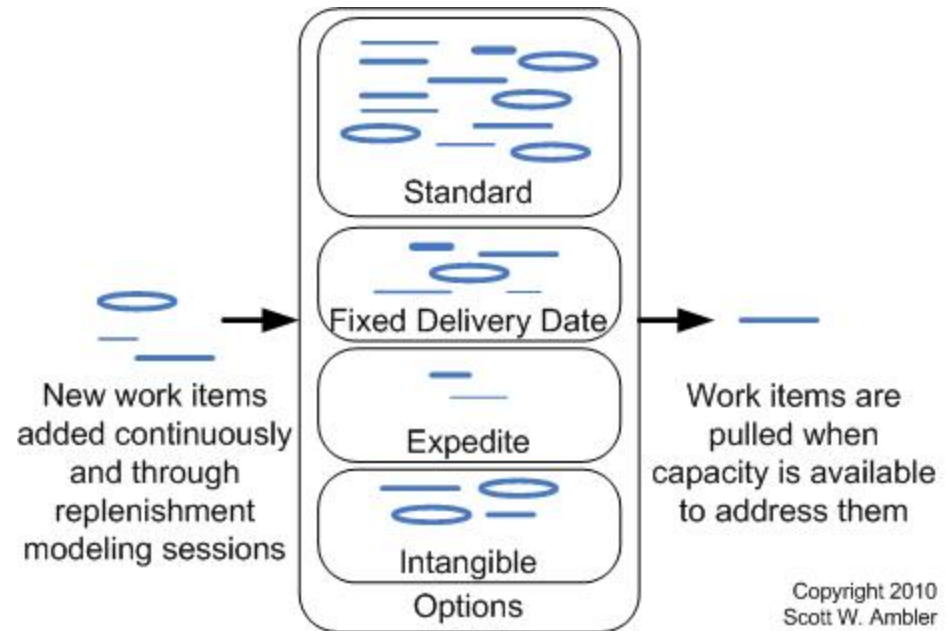 Standard
Fixed Delivery Date
Expedite
Intangible
Options
New work items
added continuously
and through
replenishment
modeling sessions
Work items are
pulled when
capacity is available
to address them
Copyright 2010
Scott W. Ambler